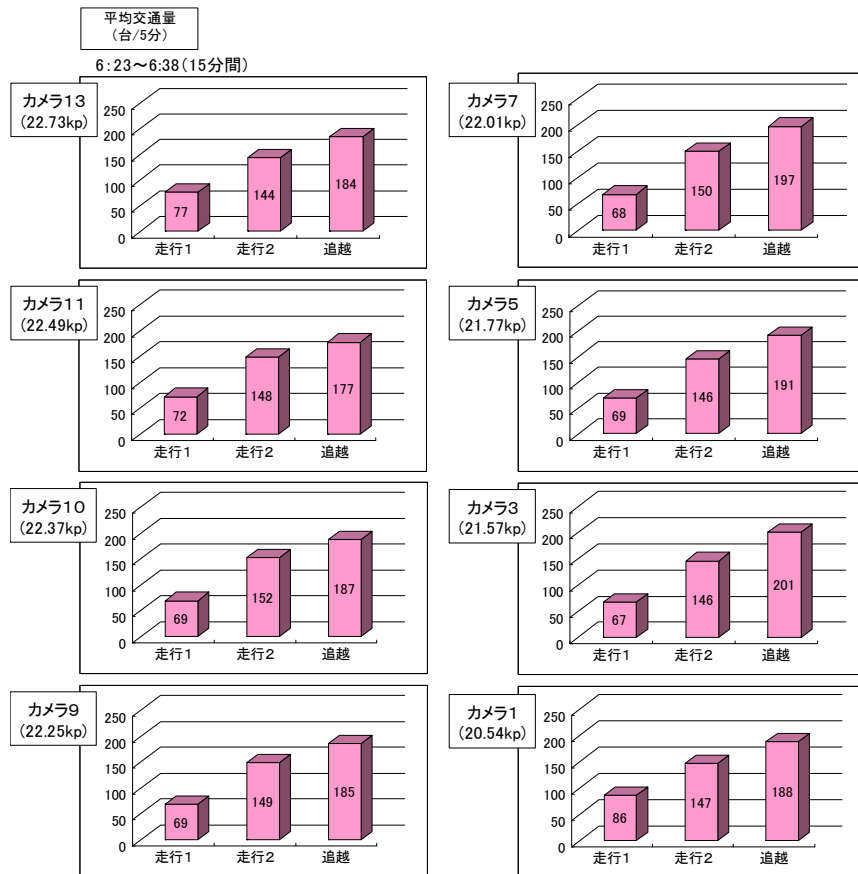 平均交通量
(台/5分)
6:23～6:38(15分間)
カメラ13
(22.73kp)
250
200
150
100
50
0
77
144
184
走行1
走行2
追越
カメラ11
(22.49kp)
250
200
150
100
50
0
72
148
177
走行1
走行2
追越
カメラ10
(22.37kp)
250
200
150
100
50
0
69
152
187
走行1
走行2
追越
カメラ9
(22.25kp)
250
200
150
100
50
0
69
149
185
走行1
走行2
追越
カメラ7
(22.01kp)
250
200
150
100
50
0
68
150
197
走行1
走行2
追越
カメラ5
(21.77kp)
250
200
150
100
50
0
69
146
191
走行1
走行2
追越
カメラ3
(21.57kp)
250
200
150
100
50
0
67
146
201
走行1
走行2
追越
カメラ1
(20.54kp)
250
200
150
100
50
0
86
147
188
走行1
走行2
追越